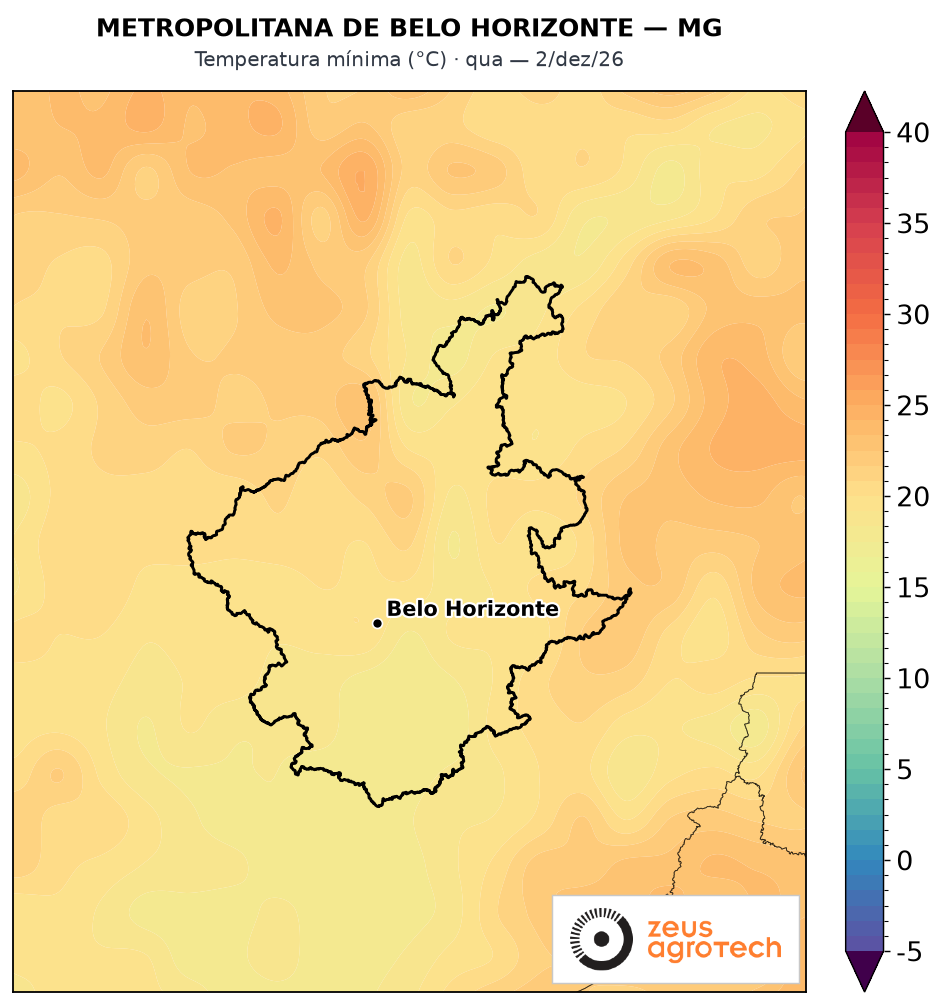 METROPOLITANA DE BELO HORIZONTE — MG
Temperatura mínima (°C) · qua — 2/dez/26
40
35
30
25
20
15
10
5
0
-5
Belo Horizonte
zeus
agrotech